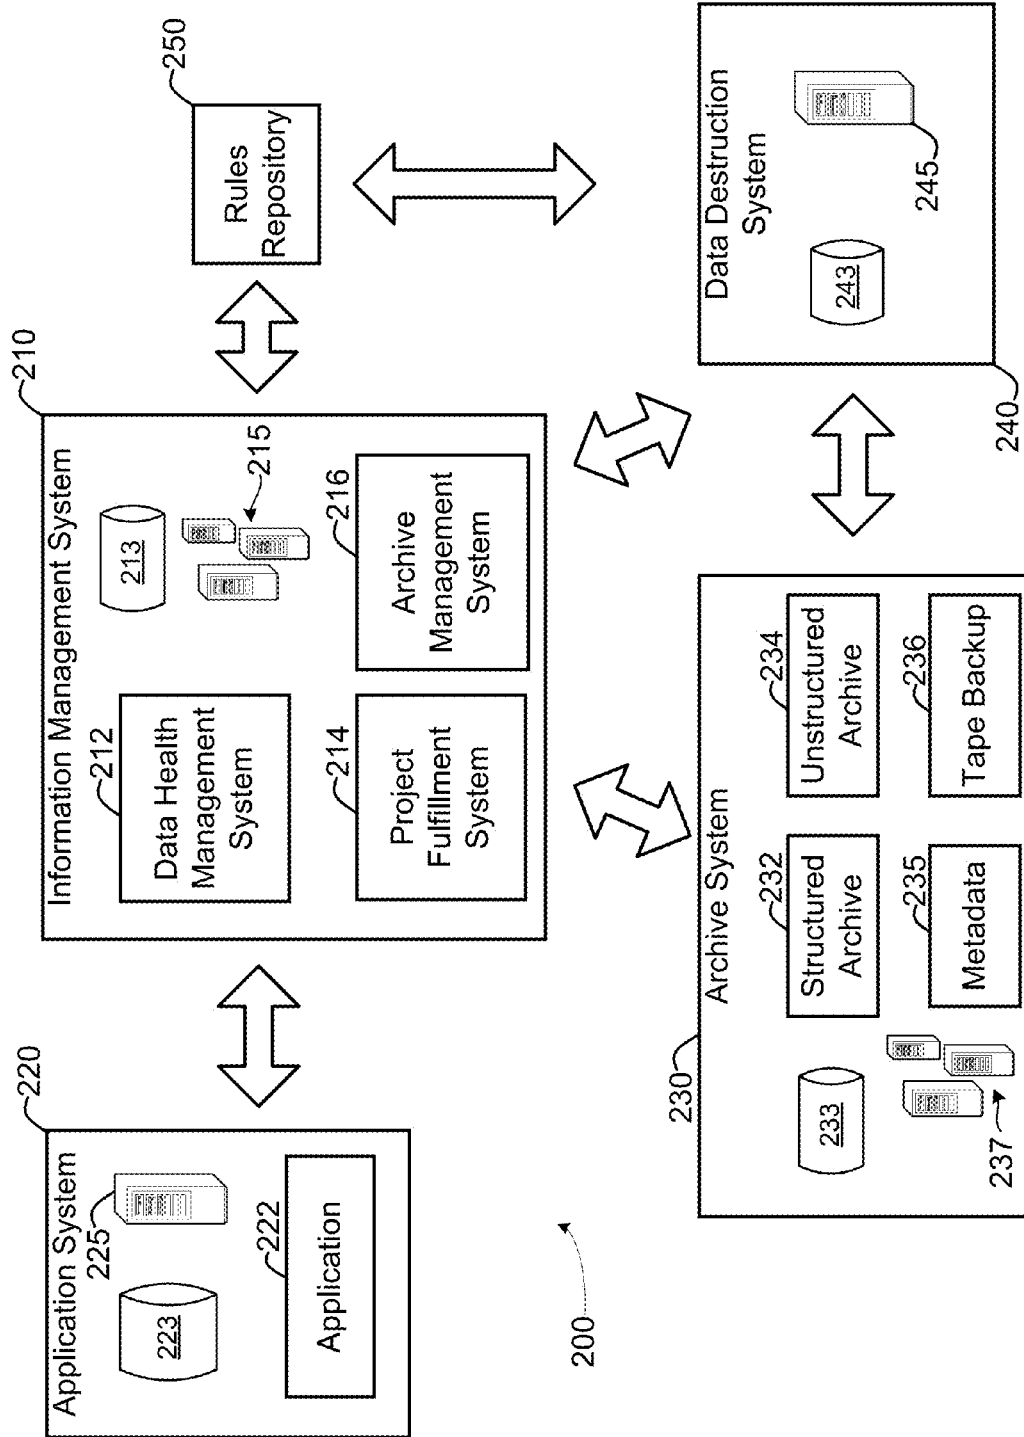 200
220
Application System
223
225
222
Application
210
Information Management System
212
Data Health
Management
System
213
215
214
Project
Fulfillment
System
216
Archive
Management
System
250
Rules
Repository
230
Archive System
233
237
232
Structured
Archive
234
Unstructured
Archive
235
Metadata
236
Tape Backup
240
Data Destruction
System
243
245